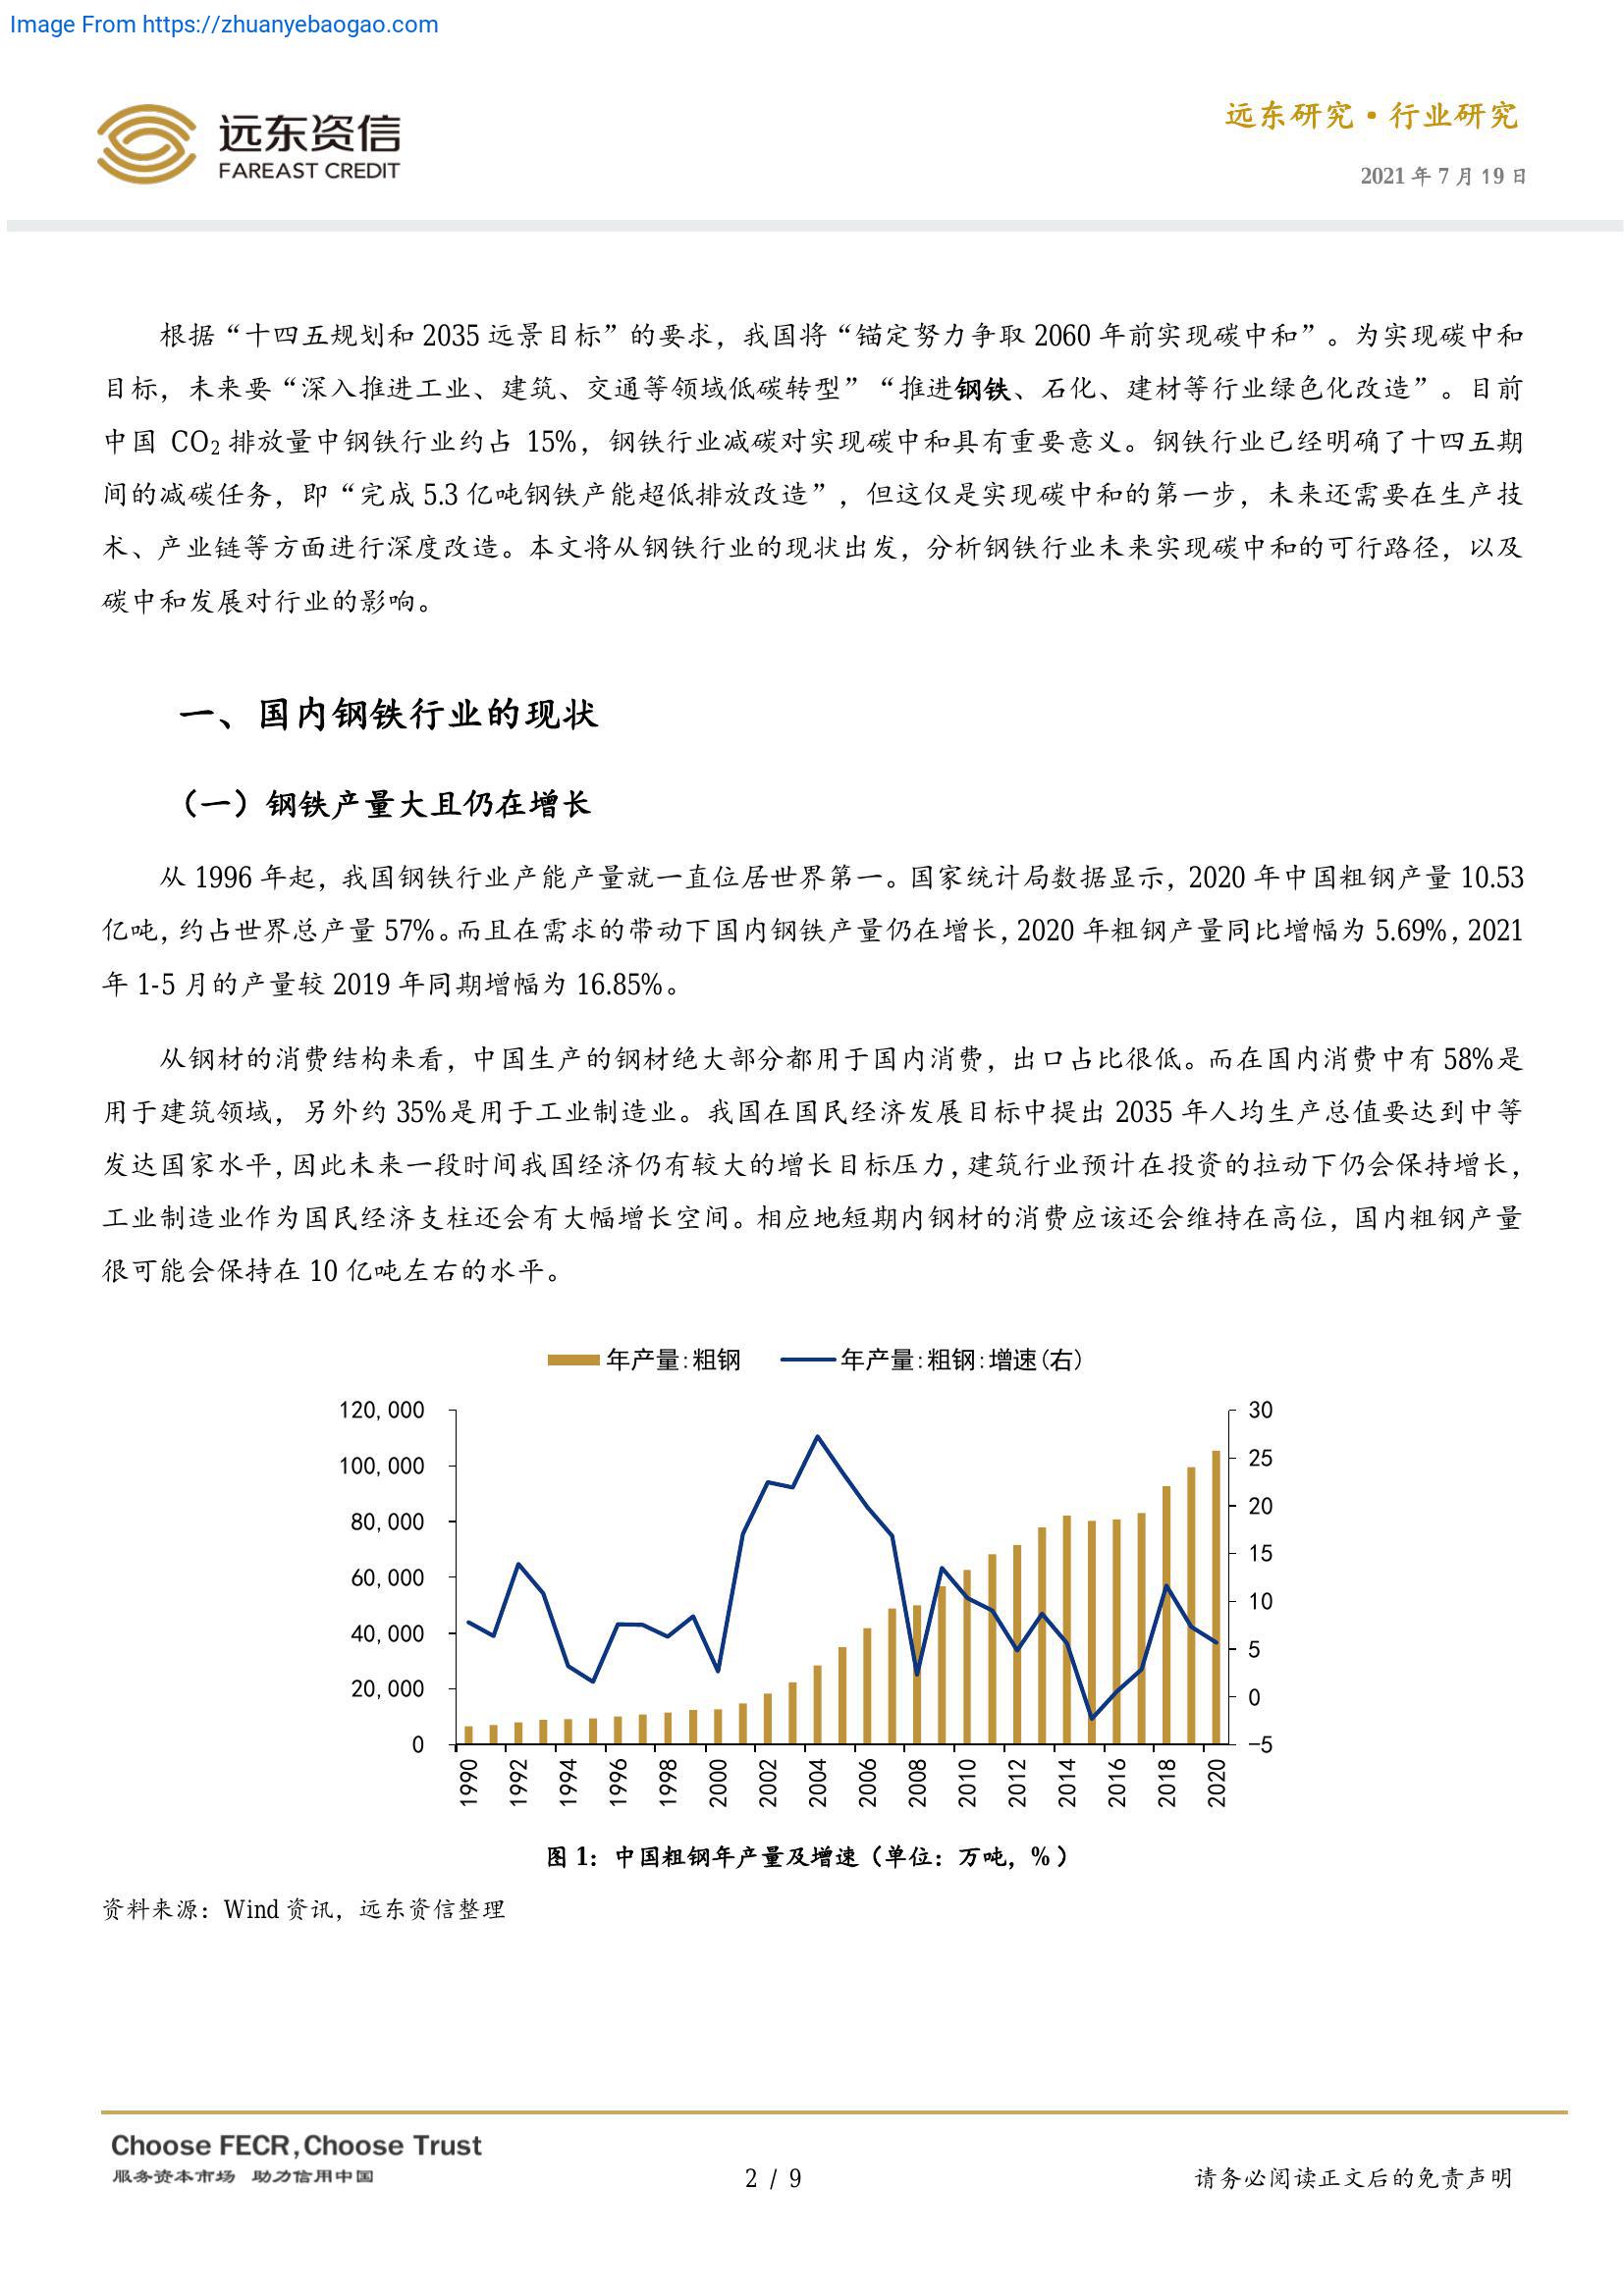 Image From https://zhuanyebaogao.com
远东资信
FAREAST CREDIT
远东研究·行业研究
2021 年 7 月 19 日
根据“十四五规划和 2035 远景目标”的要求，我国将“锚定努力争取 2060 年前实现碳中和”。为实现碳中和
目标，未来要“深入推进工业、建筑、交通等领域低碳转型”“推进钢铁、石化、建材等行业绿色化改造”。目前
中国 CO2 排放量中钢铁行业约占 15%，钢铁行业减碳对实现碳中和具有重要意义。钢铁行业已经明确了十四五期
间的减碳任务，即“完成 5.3 亿吨钢铁产能超低排放改造”，但这仅是实现碳中和的第一步，未来还需要在生产技
术、产业链等方面进行深度改造。本文将从钢铁行业的现状出发，分析钢铁行业未来实现碳中和的可行路径，以及
碳中和发展对行业的影响。
一、国内钢铁行业的现状
（一）钢铁产量大且仍在增长
从 1996 年起，我国钢铁行业产能产量就一直位居世界第一。国家统计局数据显示，2020 年中国粗钢产量 10.53
亿吨，约占世界总产量 57%。而且在需求的带动下国内钢铁产量仍在增长，2020 年粗钢产量同比增幅为 5.69%，2021
年 1-5 月的产量较 2019 年同期增幅为 16.85%。
从钢材的消费结构来看，中国生产的钢材绝大部分都用于国内消费，出口占比很低。而在国内消费中有 58%是
用于建筑领域，另外约 35%是用于工业制造业。我国在国民经济发展目标中提出 2035 年人均生产总值要达到中等
发达国家水平，因此未来一段时间我国经济仍有较大的增长目标压力，建筑行业预计在投资的拉动下仍会保持增长，
工业制造业作为国民经济支柱还会有大幅增长空间。相应地短期内钢材的消费应该还会维持在高位，国内粗钢产量
很可能会保持在 10 亿吨左右的水平。
年产量:粗钢 年产量:粗钢:增速(右)
120,000 30
100,000 25
80,000 20
60,000 15
40,000 10
20,000 5
0 0
-5
1990 1992 1994 1996 1998 2000 2002 2004 2006 2008 2010 2012 2014 2016 2018 2020
图 1：中国粗钢年产量及增速（单位：万吨，%）
资料来源：Wind 资讯，远东资信整理
Choose FECR,Choose Trust
服务资本市场 助力信用中国
2 / 9
请务必阅读正文后的免责声明